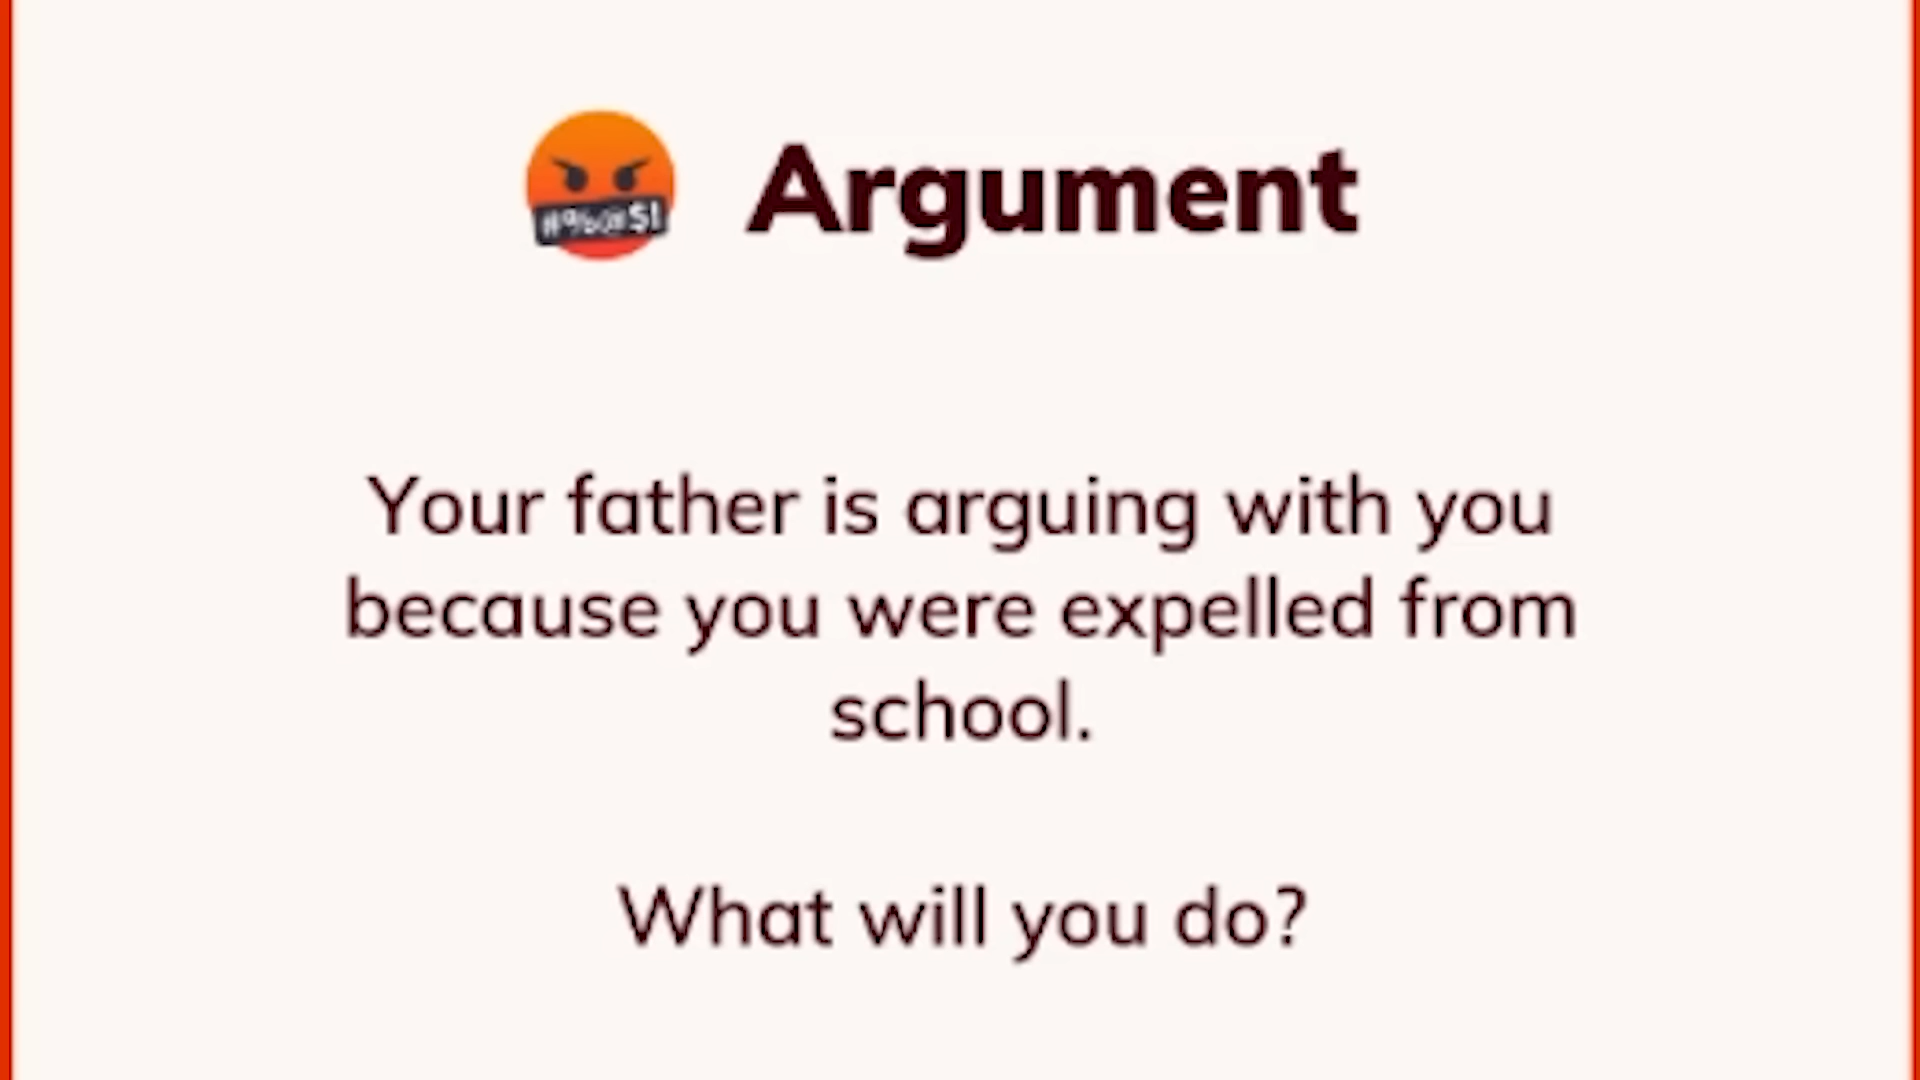 #%@$!
Argument
Your father is arguing with you
because you were expelled from
school.
What will you do?